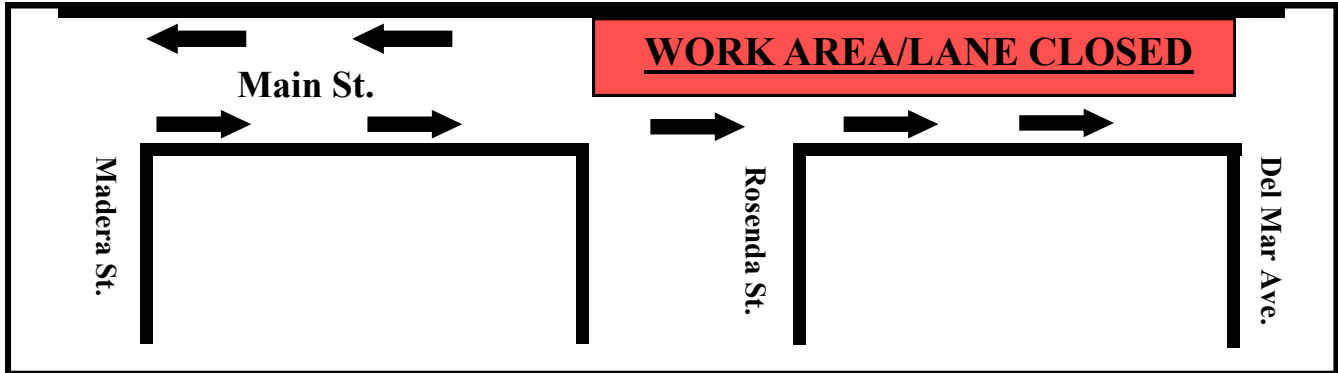 WORK AREA/LANE CLOSED
Main St.
Madera St.
Rosenda St.
Del Mar Ave.